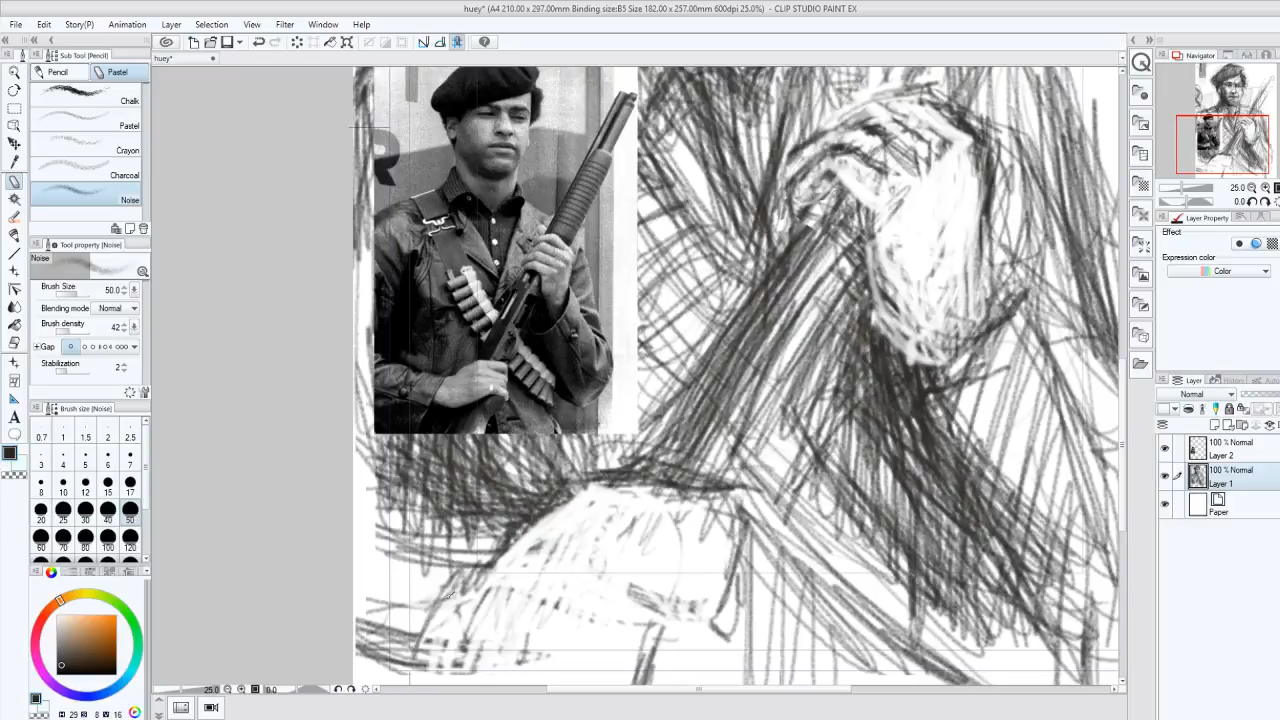 huey* (A4 210.00 x 297.00mm Binding size:B5 Size 182.00 x 257.00mm 600dpi 25.0%) - CLIP STUDIO PAINT EX
File Edit Story(P) Animation Layer Selection View Filter Window Help
Sub Tool [Pencil]
huey*
Navigator
Pencil Pastel
Chalk
Pastel
Crayon
Charcoal
Noise
R
Tool property [Noise]
Noise
Brush Size 50.0
Blending mode Normal
Brush density 42
Gap
Stabilization 2
Brush size [Noise]
0.7 1 1.5 2 2.5
3 4 5 6 7
8 10 12 15 17
20 25 30 40 50
60 70 80 100 120
29 8 16
25.0 0.0
25.0
0.0
Layer Property
Effect
Expression color
Color
Layer
Normal
100 % Normal
Layer 2
100 % Normal
Layer 1
Paper